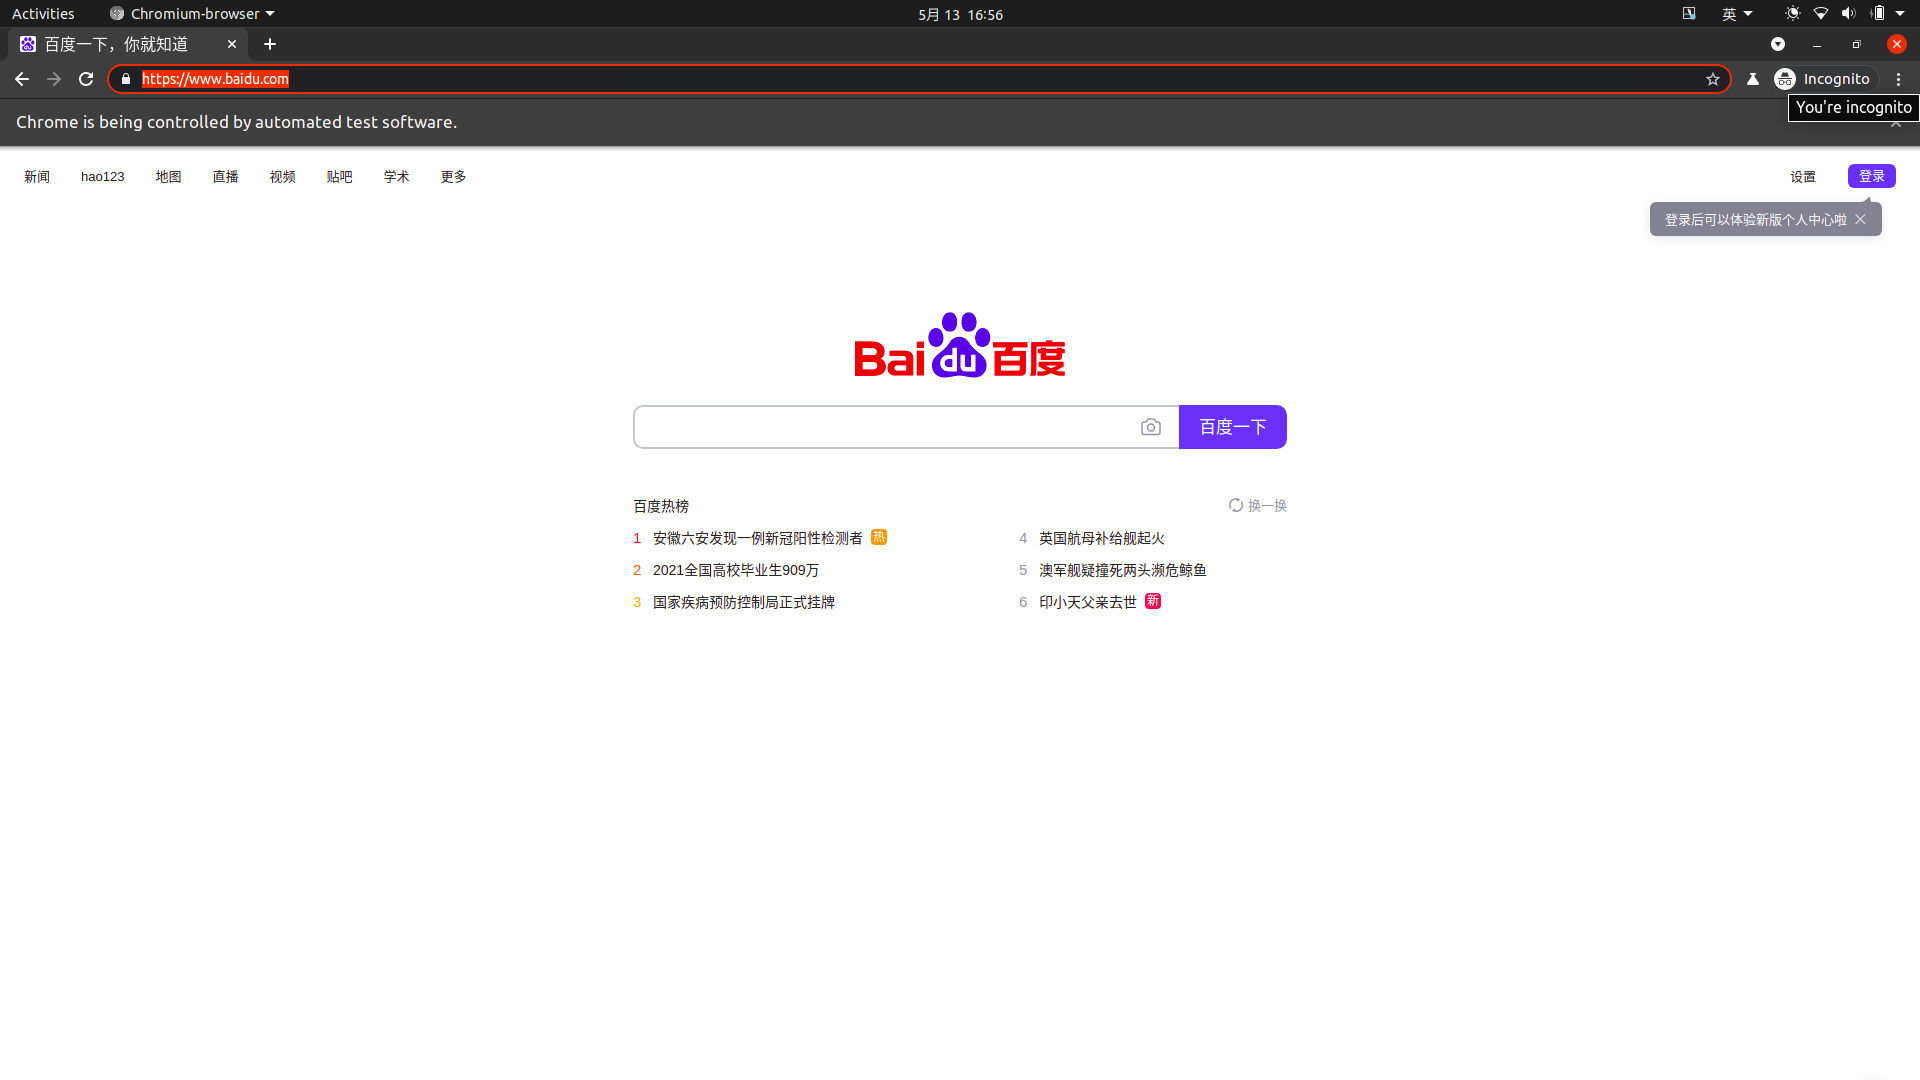 Activities Chromium-browser 5月 13 16:56 英
百度一下，你就知道
https://www.baidu.com Incognito
You're incognito
Chrome is being controlled by automated test software.
新闻 hao123 地图 直播 视频 贴吧 学术 更多 设置 登录
登录后可以体验新版个人中心啦
Bai du 百度
百度一下
百度热榜 换一换
1 安徽六安发现一例新冠阳性检测者 热
2 2021全国高校毕业生909万
3 国家疾病预防控制局正式挂牌
4 英国航母补给舰起火
5 澳军舰疑撞死两头濒危鲸鱼
6 印小天父亲去世 新